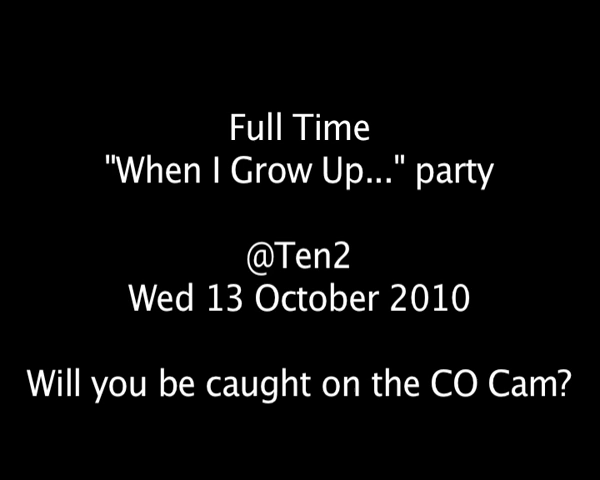 Full Time
"When I Grow Up..." party
@Ten2
Wed 13 October 2010
Will you be caught on the CO Cam?